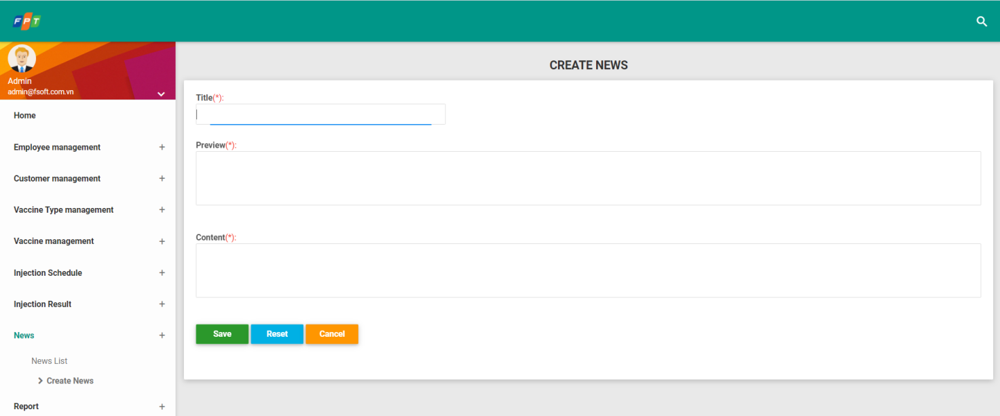 FPT
Admin
admin@fsoft.com.vn
Home
Employee management +
Customer management +
Vaccine Type management +
Vaccine management +
Injection Schedule +
Injection Result +
News +
News List
Create News
Report +
CREATE NEWS
Title(*):
Preview(*):
Content(*):
Save Reset Cancel